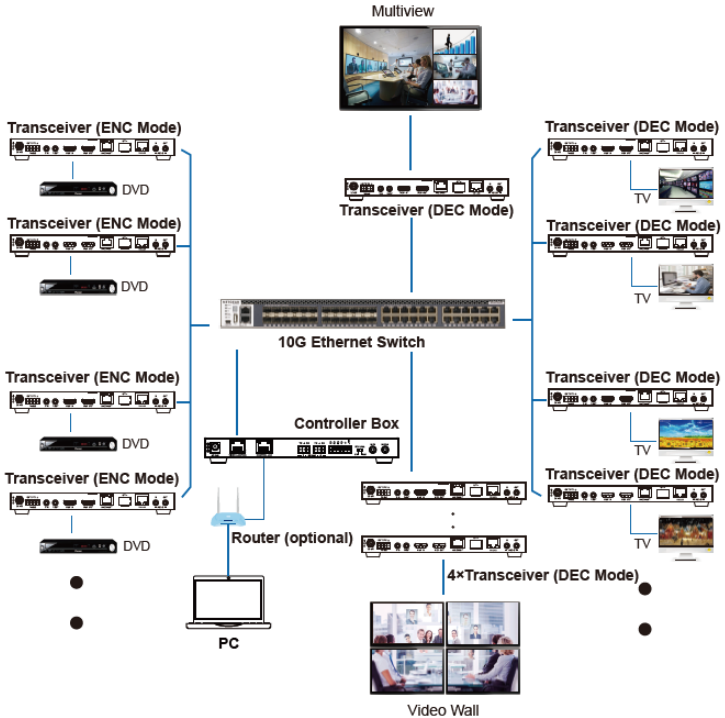 Multiview
Transceiver (ENC Mode)
DVD
Transceiver (ENC Mode)
DVD
Transceiver (DEC Mode)
Transceiver (DEC Mode)
TV
Transceiver (DEC Mode)
TV
10G Ethernet Switch
Transceiver (ENC Mode)
DVD
Transceiver (ENC Mode)
DVD
Controller Box
Router (optional)
PC
Transceiver (DEC Mode)
TV
Transceiver (DEC Mode)
TV
4×Transceiver (DEC Mode)
Video Wall